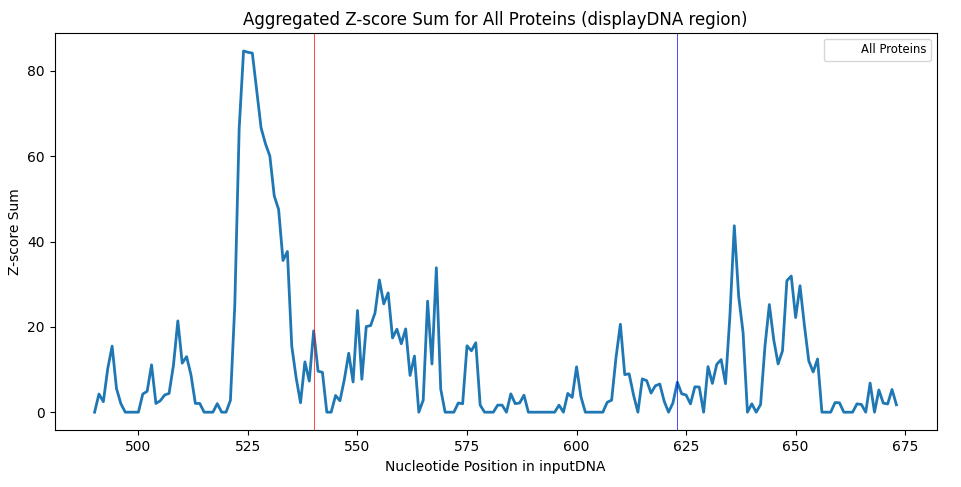 Aggregated Z-score Sum for All Proteins (displayDNA region)
All Proteins
Z-score Sum
80
60
40
20
0
500 525 550 575 600 625 650 675
Nucleotide Position in inputDNA